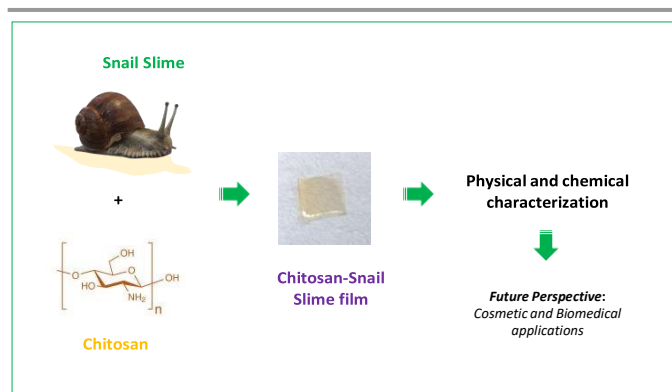 Snail Slime
+
OH
O
O
OH
HO
NH₂
n
Chitosan
Chitosan-Snail
Slime film
Physical and chemical
characterization
Future Perspective:
Cosmetic and Biomedical
applications